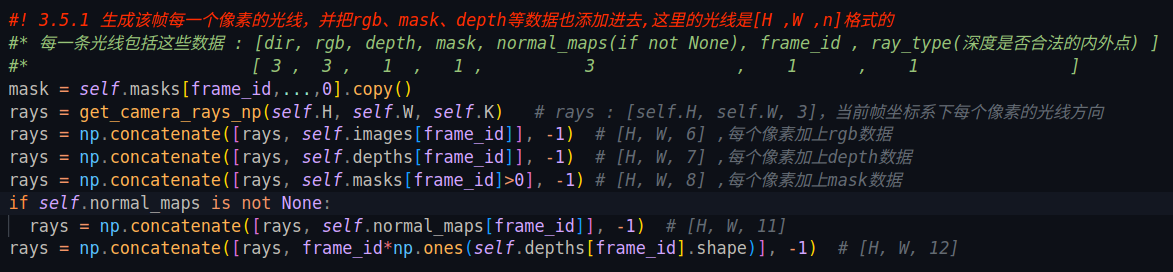 #! 3.5.1 生成该帧每一个像素的光线，并把rgb、mask、depth等数据也添加进去,这里的光线是[H ,W ,n]格式的
#* 每一条光线包括这些数据 : [dir, rgb, depth, mask, normal_maps(if not None), frame_id , ray_type(深度是否合法的内外点) ]
#* [ 3 , 3 , 1 , 1 , 3 , 1 , 1 ]
mask = self.masks[frame_id,...,0].copy()
rays = get_camera_rays_np(self.H, self.W, self.K) # rays : [self.H, self.W, 3]，当前帧坐标系下每个像素的光线方向
rays = np.concatenate([rays, self.images[frame_id]], -1) # [H, W, 6] ,每个像素加上rgb数据
rays = np.concatenate([rays, self.depths[frame_id]], -1) # [H, W, 7] ,每个像素加上depth数据
rays = np.concatenate([rays, self.masks[frame_id]>0], -1) # [H, W, 8] ,每个像素加上mask数据
if self.normal_maps is not None:
rays = np.concatenate([rays, self.normal_maps[frame_id]], -1) # [H, W, 11]
rays = np.concatenate([rays, frame_id*np.ones(self.depths[frame_id].shape)], -1) # [H, W, 12]